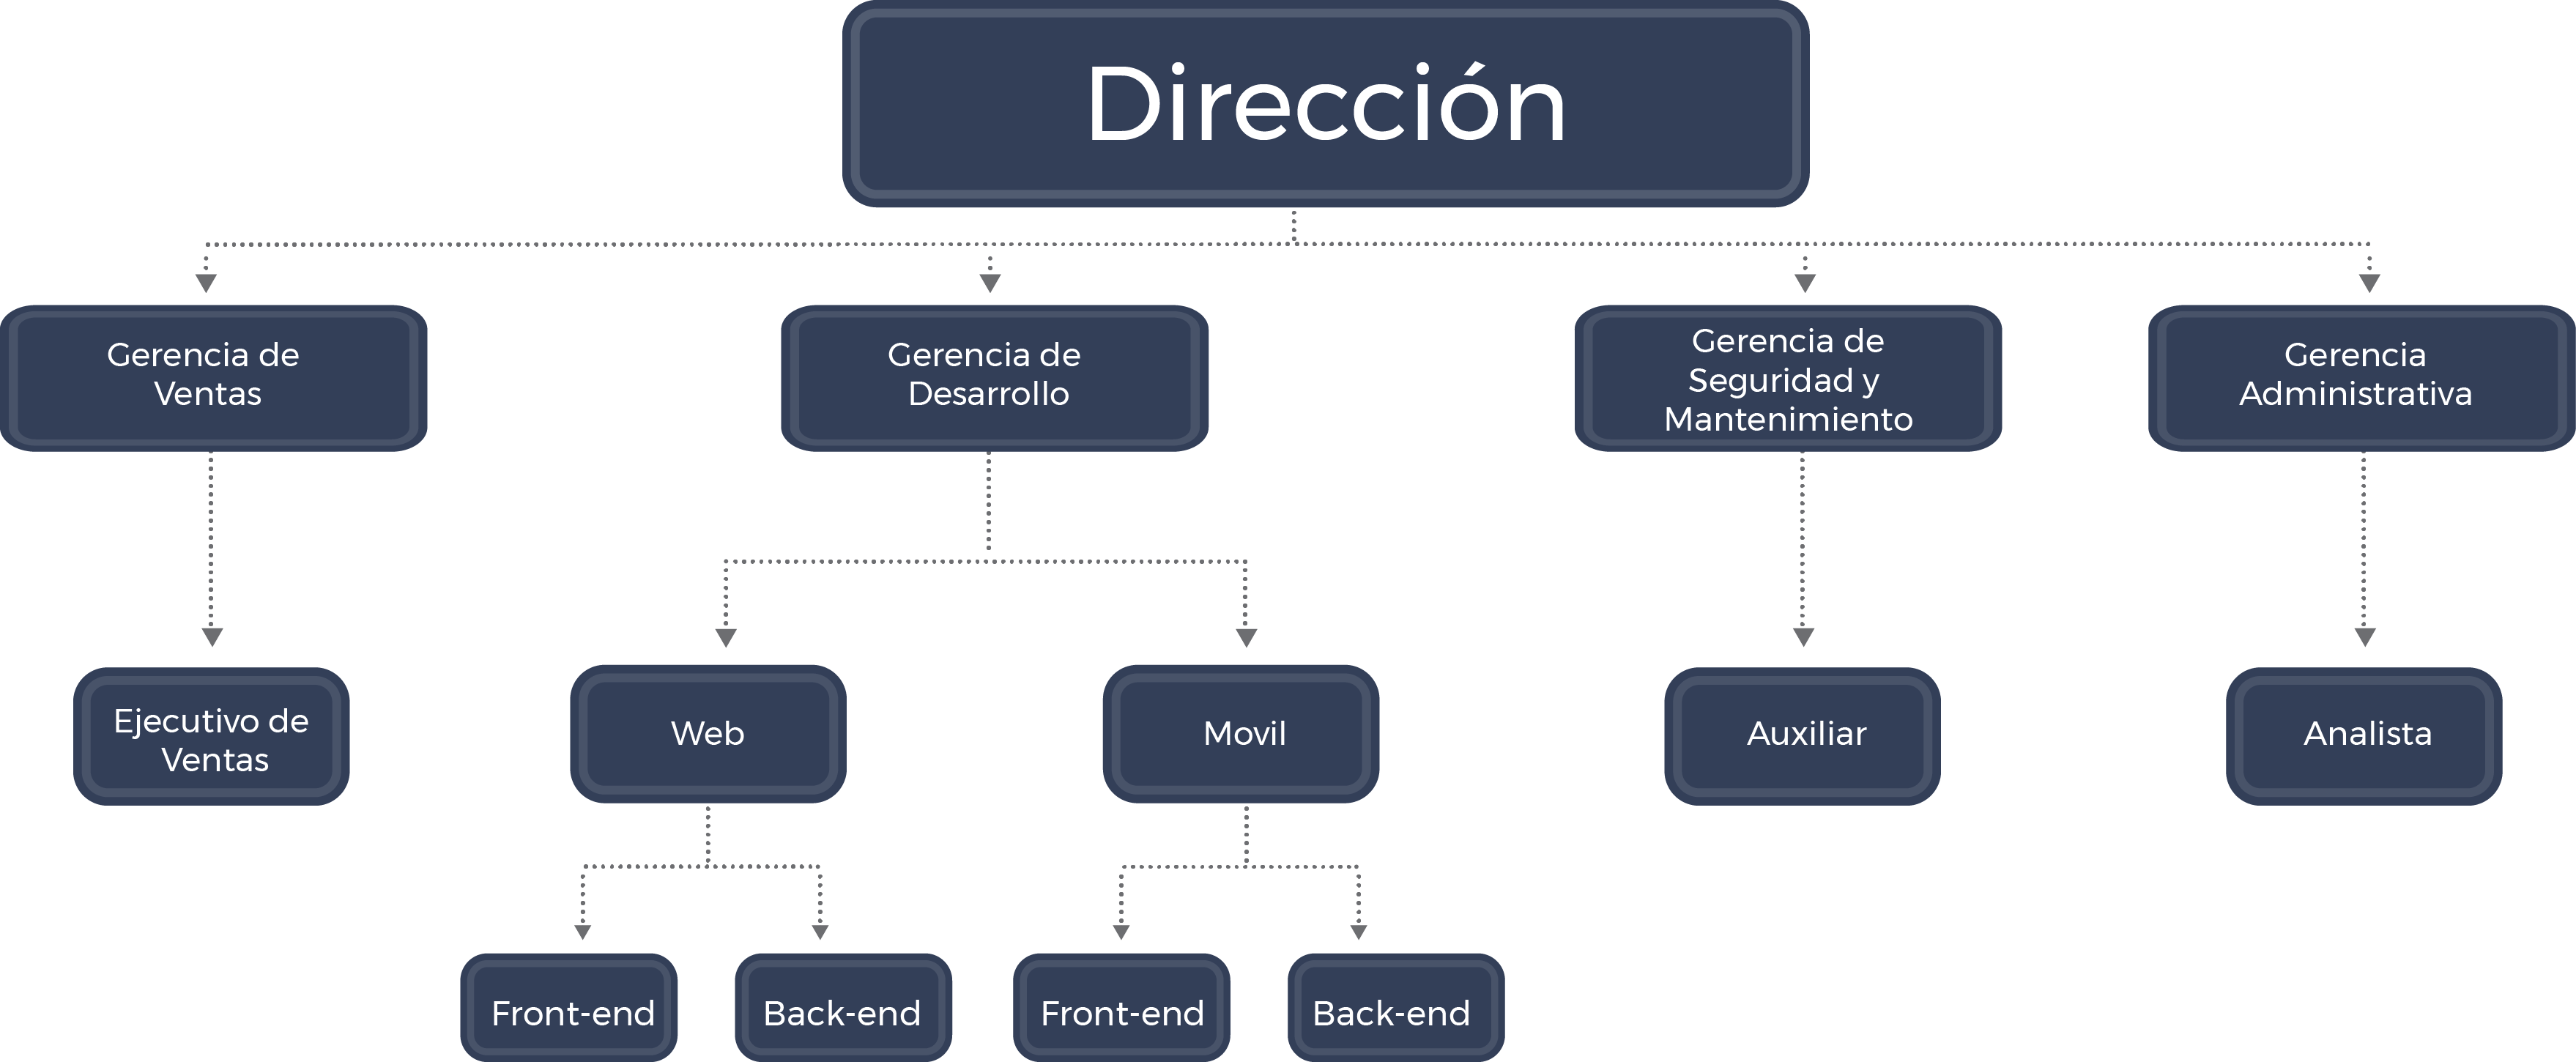 Dirección
Gerencia de
Ventas
Gerencia de
Desarrollo
Gerencia de
Seguridad y
Mantenimiento
Gerencia
Administrativa
Ejecutivo de
Ventas
Web
Movil
Auxiliar
Analista
Front-end
Back-end
Front-end
Back-end